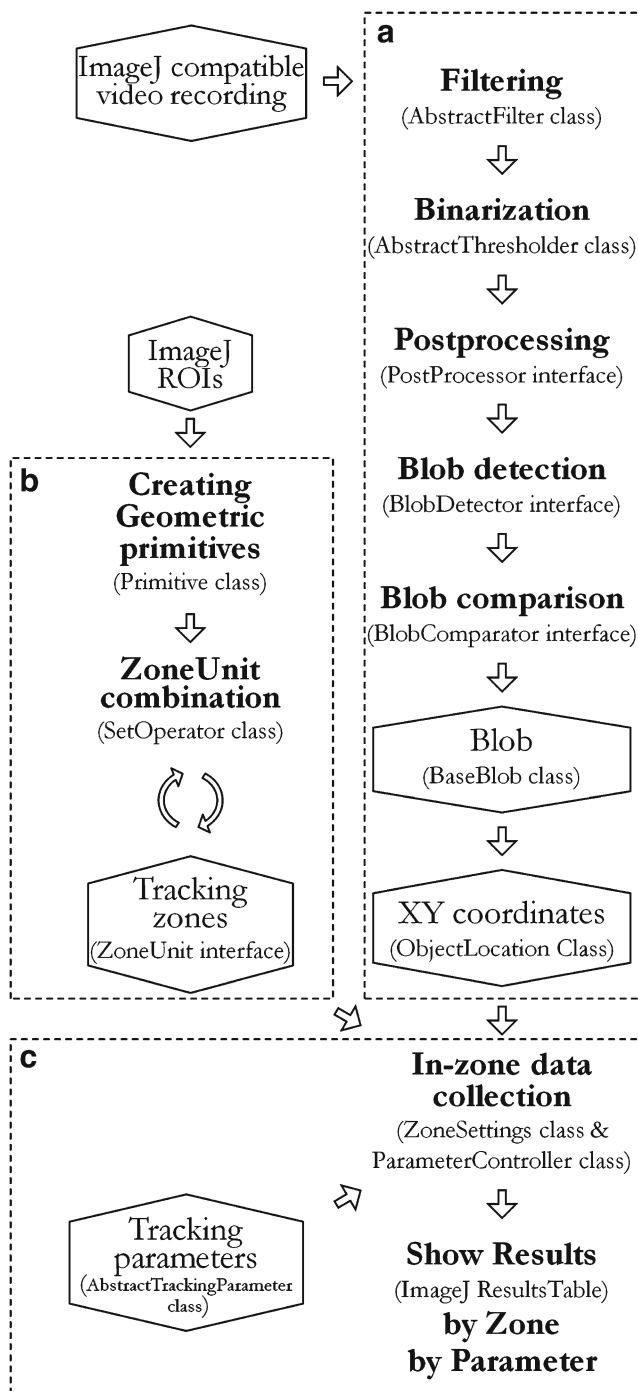 ImageJ compatible
video recording
a
Filtering
(AbstractFilter class)
Binarization
(AbstractThresholder class)
Postprocessing
(PostProcessor interface)
Blob detection
(BlobDetector interface)
Blob comparison
(BlobComparator interface)
Blob
(BaseBlob class)
XY coordinates
(ObjectLocation Class)
ImageJ
ROIs
b
Creating
Geometric
primitives
(Primitive class)
ZoneUnit
combination
(SetOperator class)
Tracking
zones
(ZoneUnit interface)
c
In-zone data
collection
(ZoneSettings class &
ParameterController class)
Tracking
parameters
(AbstractTrackingParameter
class)
Show Results
(ImageJ ResultsTable)
by Zone
by Parameter